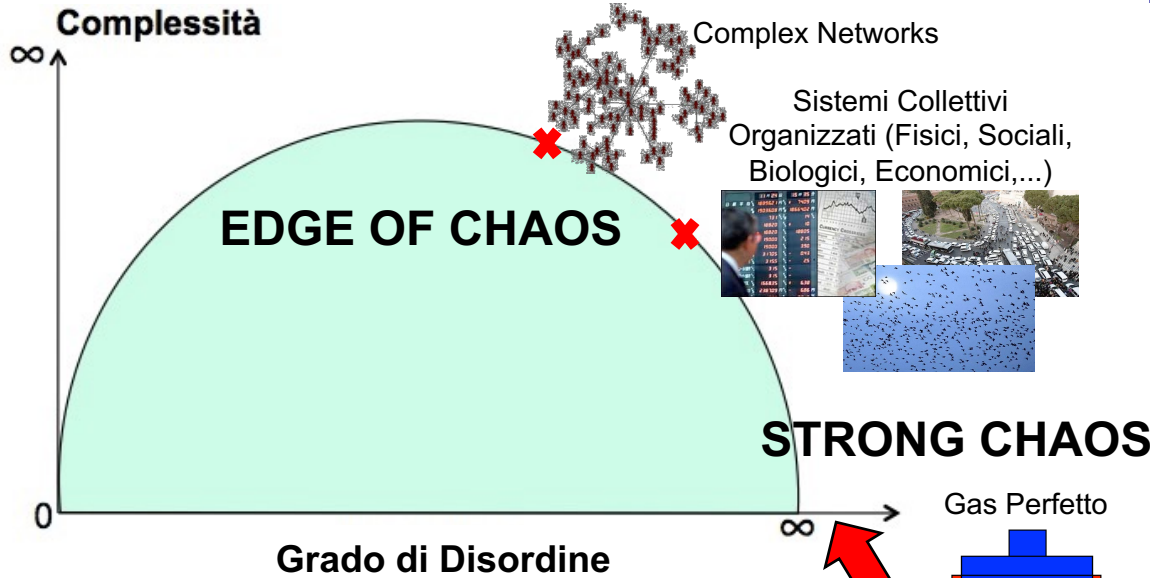 Complessità
∞
Complex Networks
Sistemi Collettivi
Organizzati (Fisici, Sociali,
Biologici, Economici,...)
EDGE OF CHAOS
STRONG CHAOS
Gas Perfetto
0
∞
Grado di Disordine